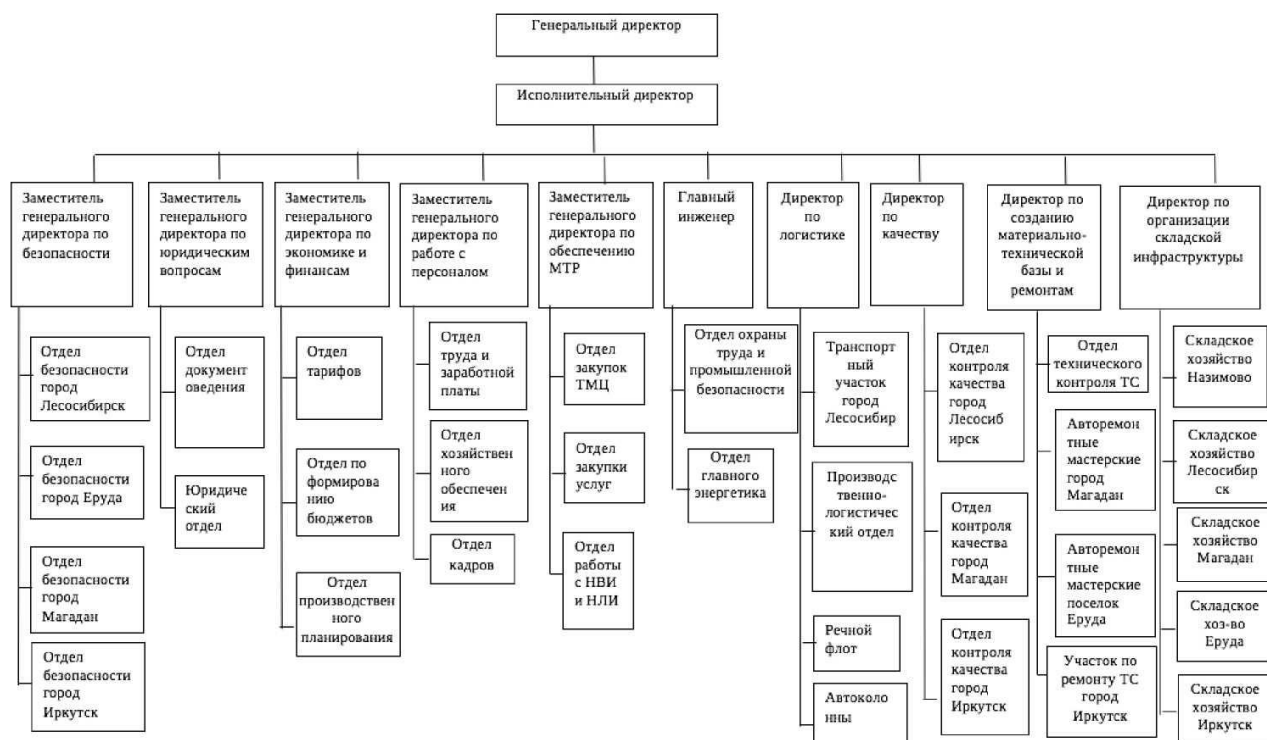 Генеральный директор
Исполнительный директор
Заместитель
генерального
директора по
безопасности
Заместитель
генерального
директора по
юридическим
вопросам
Заместитель
генерального
директора по
экономике и
финансам
Заместитель
генерального
директора по
работе с
персоналом
Заместитель
генерального
директора по
обеспечению
МТР
Главный
инженер
Директор
по
логистике
Директор
по
качеству
Директор по
созданию
материально-
технической
базы и
ремонтам
Директор по
организации
складской
инфраструктуры
Отдел
безопасности
город
Лесосибирск
Отдел
безопасности
город Еруда
Отдел
безопасности
город
Магадан
Отдел
безопасности
город
Иркутск
Отдел
документ
оведения
Юридиче
ский
отдел
Отдел
тарифов
Отдел по
формирова
нию
бюджетов
Отдел
производствен
ного
планирования
Отдел
труда и
заработной
платы
Отдел
хозяйствен
ного
обеспечен
ия
Отдел
кадров
Отдел
закупок
ТМЦ
Отдел
закупки
услуг
Отдел
работы
с НВИ
и НЛИ
Отдел охраны
труда и
промышленной
безопасности
Отдел
главного
энергетика
Транспорт
ный
участок
город
Лесосибир
Производс
твенно-
логистиче
ский отдел
Речной
флот
Автоколо
нны
Отдел
контроля
качества
город
Лесосиб
ирск
Отдел
контроля
качества
город
Магадан
Отдел
контроля
качества
город
Иркутск
Отдел
технического
контроля ТС
Авторемон
тные
мастерские
город
Магадан
Авторемон
тные
мастерские
поселок
Еруда
Участок по
ремонту ТС
город
Иркутск
Складское
хозяйство
Назимово
Складское
хозяйство
Лесосибир
ск
Складское
хозяйство
Магадан
Складское
хоз-во
Еруда
Складское
хозяйство
Иркутск